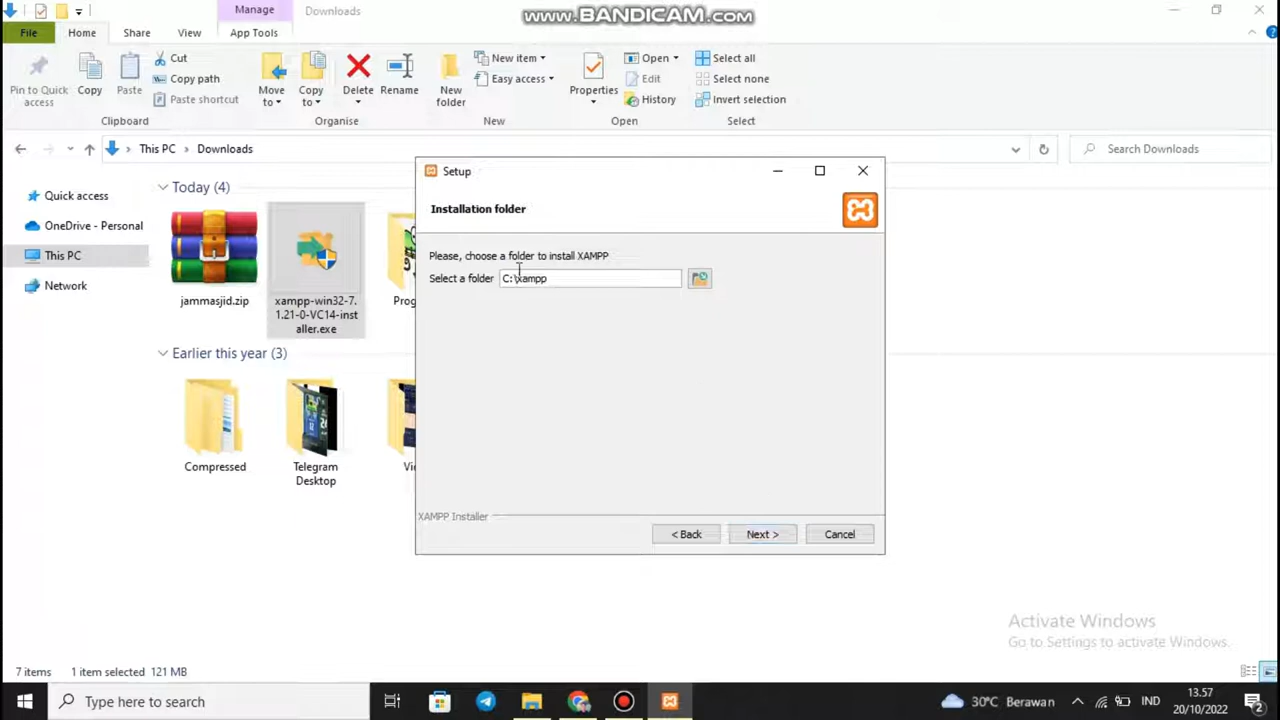 Manage
Downloads
www.BANDICAM.com
File
Home
Share
View
App Tools
Pin to Quick
access
Copy
Paste
Cut
Copy path
Paste shortcut
Clipboard
Move
to
Copy
to
Delete
Rename
Organise
New
folder
New item
Easy access
New
Properties
Open
Edit
History
Open
Select all
Select none
Invert selection
Select
This PC
Downloads
Search Downloads
Quick access
OneDrive - Personal
This PC
Network
Today (4)
jammasjid.zip
xampp-win32-7.
1.21-0-VC14-inst
aller.exe
Prog
Earlier this year (3)
Compressed
Telegram
Desktop
Vi
Setup
Installation folder
Please, choose a folder to install XAMPP
Select a folder
C:\xampp
XAMPP Installer
< Back
Next >
Cancel
Activate Windows
Go to Settings to activate Windows.
7 items
1 item selected
121 MB
Type here to search
30°C Berawan
IND
13.57
20/10/2022
2